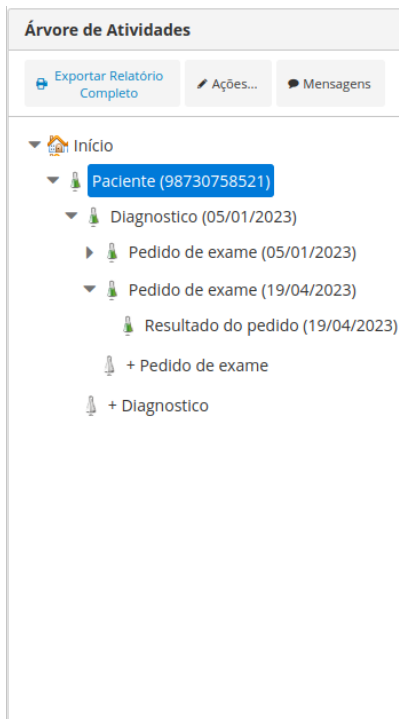 Árvore de Atividades
Exportar Relatório
Completo
Ações...
Mensagens
Início
Paciente (98730758521)
Diagnostico (05/01/2023)
Pedido de exame (05/01/2023)
Pedido de exame (19/04/2023)
Resultado do pedido (19/04/2023)
+ Pedido de exame
+ Diagnostico